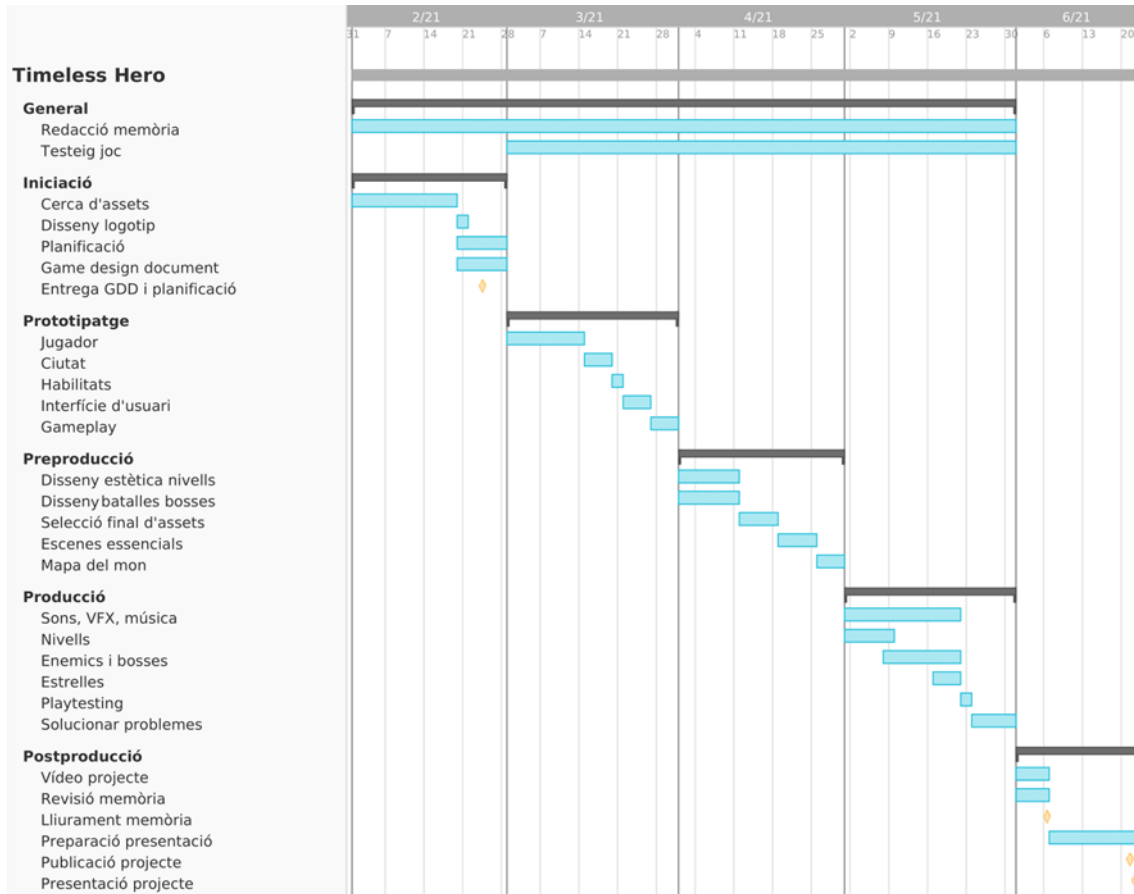 2/21 3/21 4/21 5/21 6/21
31 7 14 21 28 7 14 21 28 4 11 18 25 2 9 16 23 30 6 13 20
Timeless Hero
General
Redacció memòria
Testeig joc
Iniciació
Cerca d'assets
Disseny logotip
Planificació
Game design document
Entrega GDD i planificació
Prototipatge
Jugador
Ciutat
Habilitats
Interfície d'usuari
Gameplay
Preproducció
Disseny estètica nivells
Disseny batalles bosses
Selecció final d'assets
Escenes essencials
Mapa del mon
Producció
Sons, VFX, música
Nivells
Enemics i bosses
Estrelles
Playtesting
Solucionar problemes
Postproducció
Vídeo projecte
Revisió memòria
Lliurament memòria
Preparació presentació
Publicació projecte
Presentació projecte